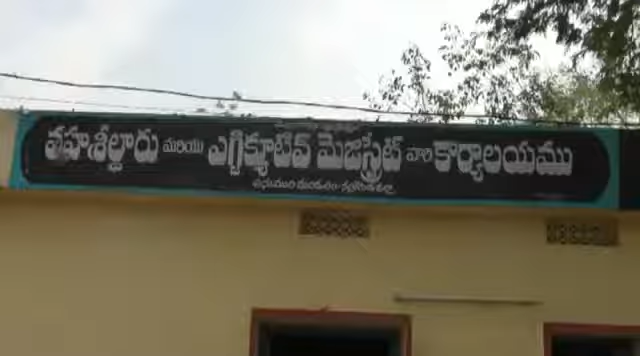 తహశీల్దారు మరియు ఎగ్జిక్యూటివ్ మేజిస్ట్రేట్ వారి కార్యాలయము